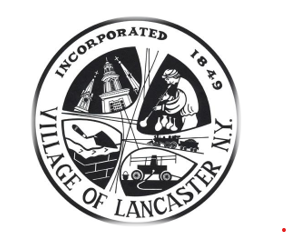 INCORPORATED 1849
VILLAGE OF LANCASTER N.Y.